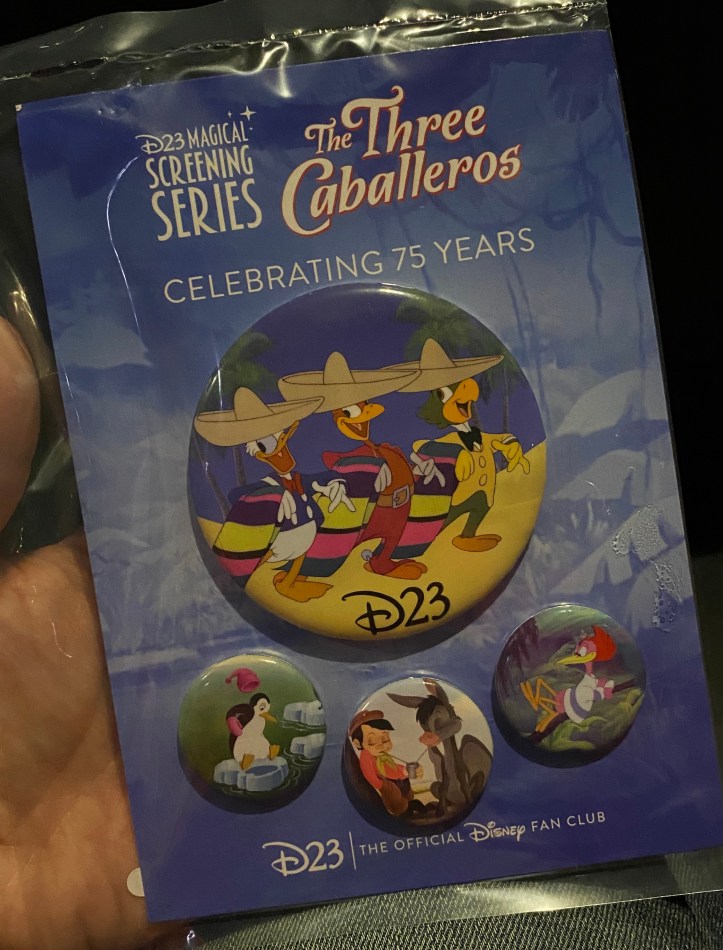 D23 MAGICAL
SCREENING
SERIES
The Three
Caballeros
CELEBRATING 75 YEARS
D23
D23 | THE OFFICIAL Disney FAN CLUB